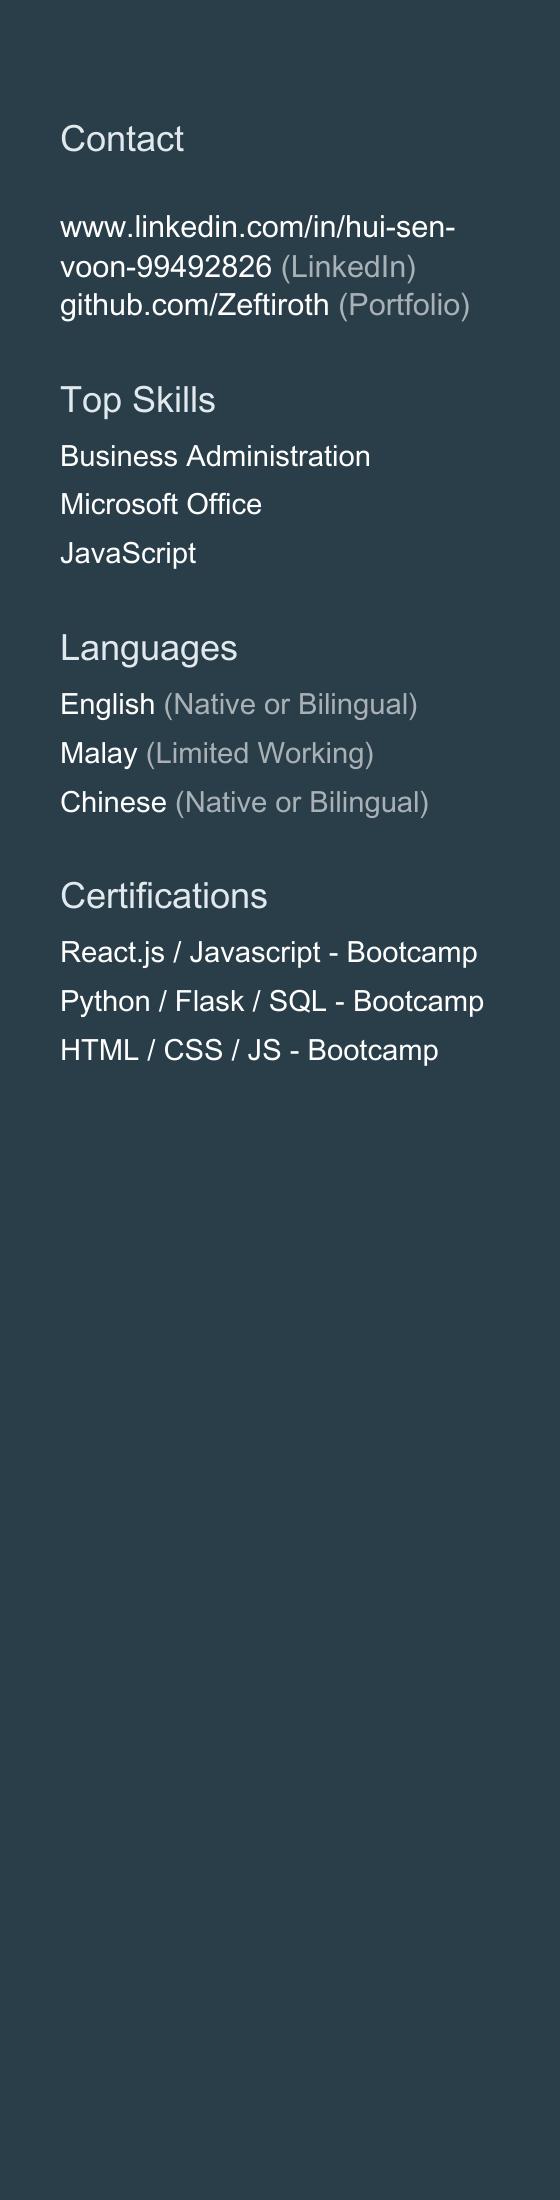 Contact
www.linkedin.com/in/hui-sen-
voon-99492826 (LinkedIn)
github.com/Zeftiroth (Portfolio)
Top Skills
Business Administration
Microsoft Office
JavaScript
Languages
English (Native or Bilingual)
Malay (Limited Working)
Chinese (Native or Bilingual)
Certifications
React.js / Javascript - Bootcamp
Python / Flask / SQL - Bootcamp
HTML / CSS / JS - Bootcamp